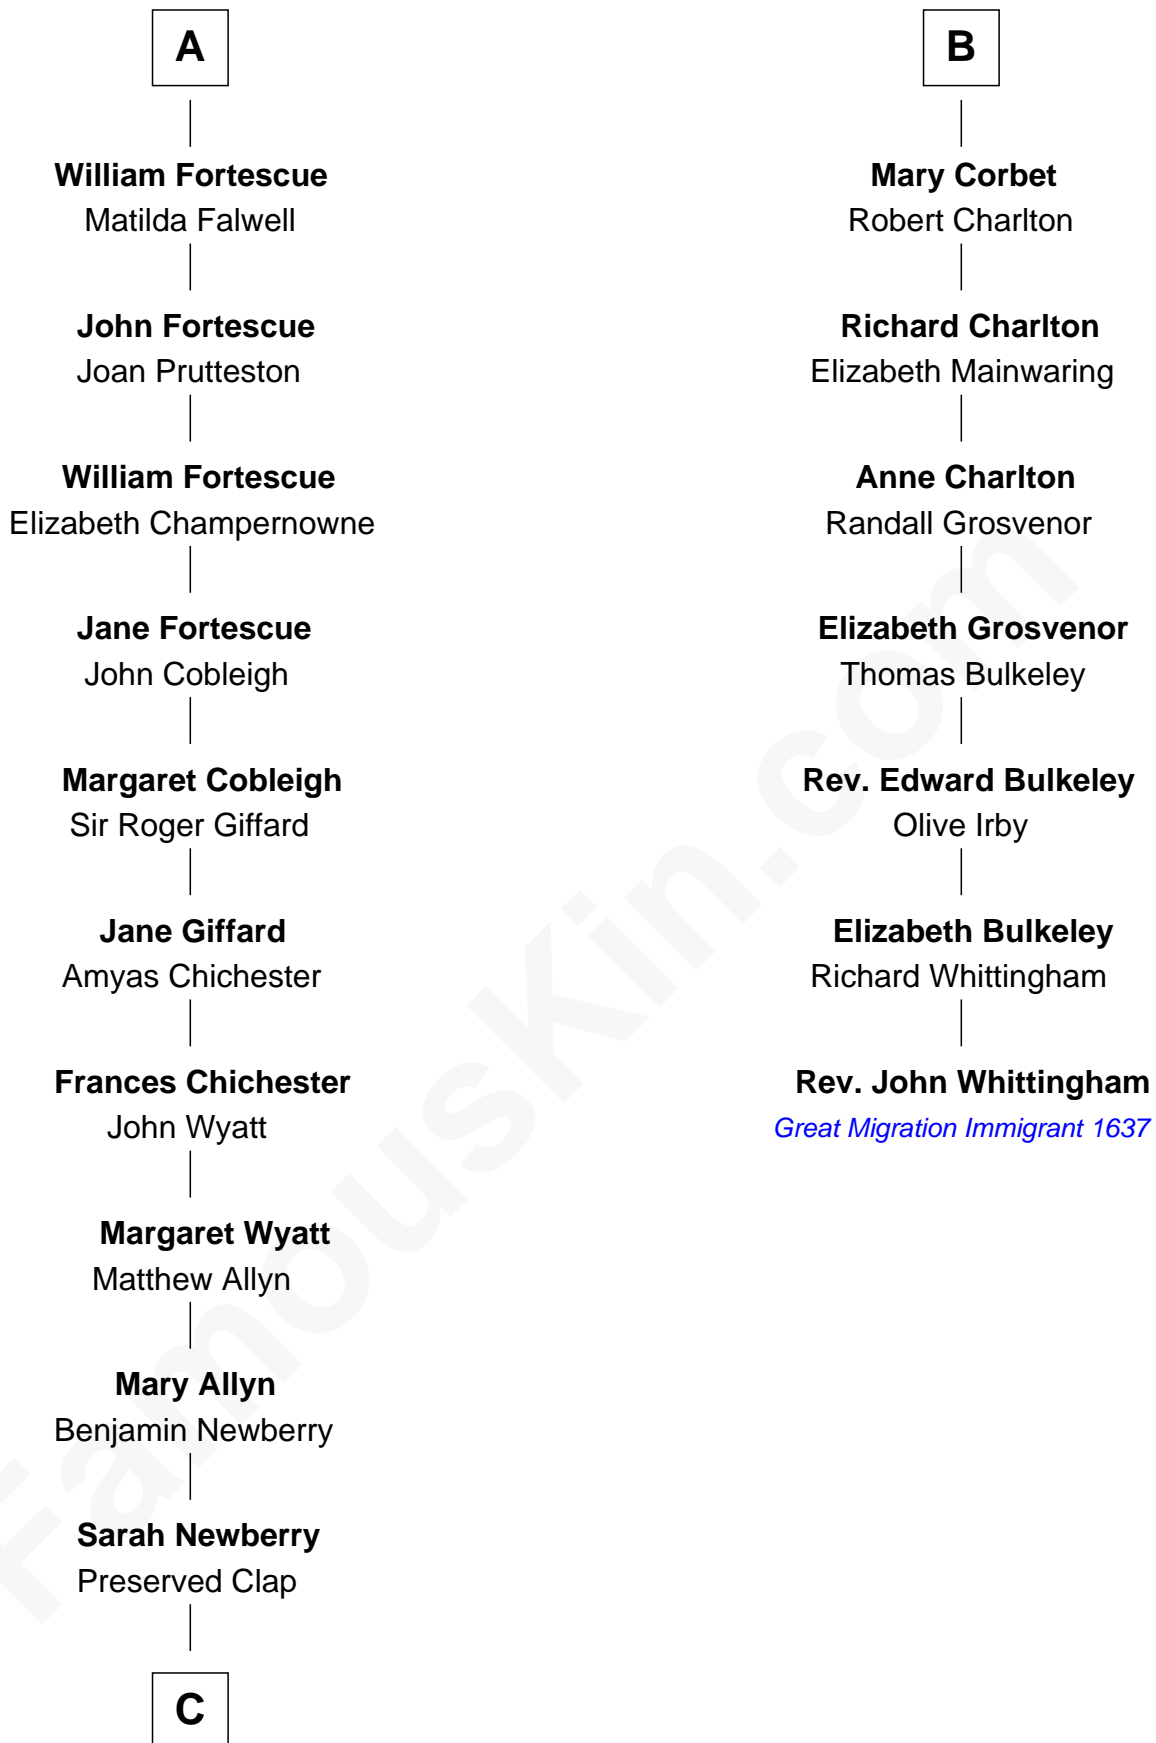 A
William Fortescue
Matilda Falwell
John Fortescue
Joan Prutteston
William Fortescue
Elizabeth Champernowne
Jane Fortescue
John Cobleigh
Margaret Cobleigh
Sir Roger Giffard
Jane Giffard
Amyas Chichester
Frances Chichester
John Wyatt
Margaret Wyatt
Matthew Allyn
Mary Allyn
Benjamin Newberry
Sarah Newberry
Preserved Clap
C
B
Mary Corbet
Robert Charlton
Richard Charlton
Elizabeth Mainwaring
Anne Charlton
Randall Grosvenor
Elizabeth Grosvenor
Thomas Bulkeley
Rev. Edward Bulkeley
Olive Irby
Elizabeth Bulkeley
Richard Whittingham
Rev. John Whittingham
Great Migration Immigrant 1637
FamousKin.com